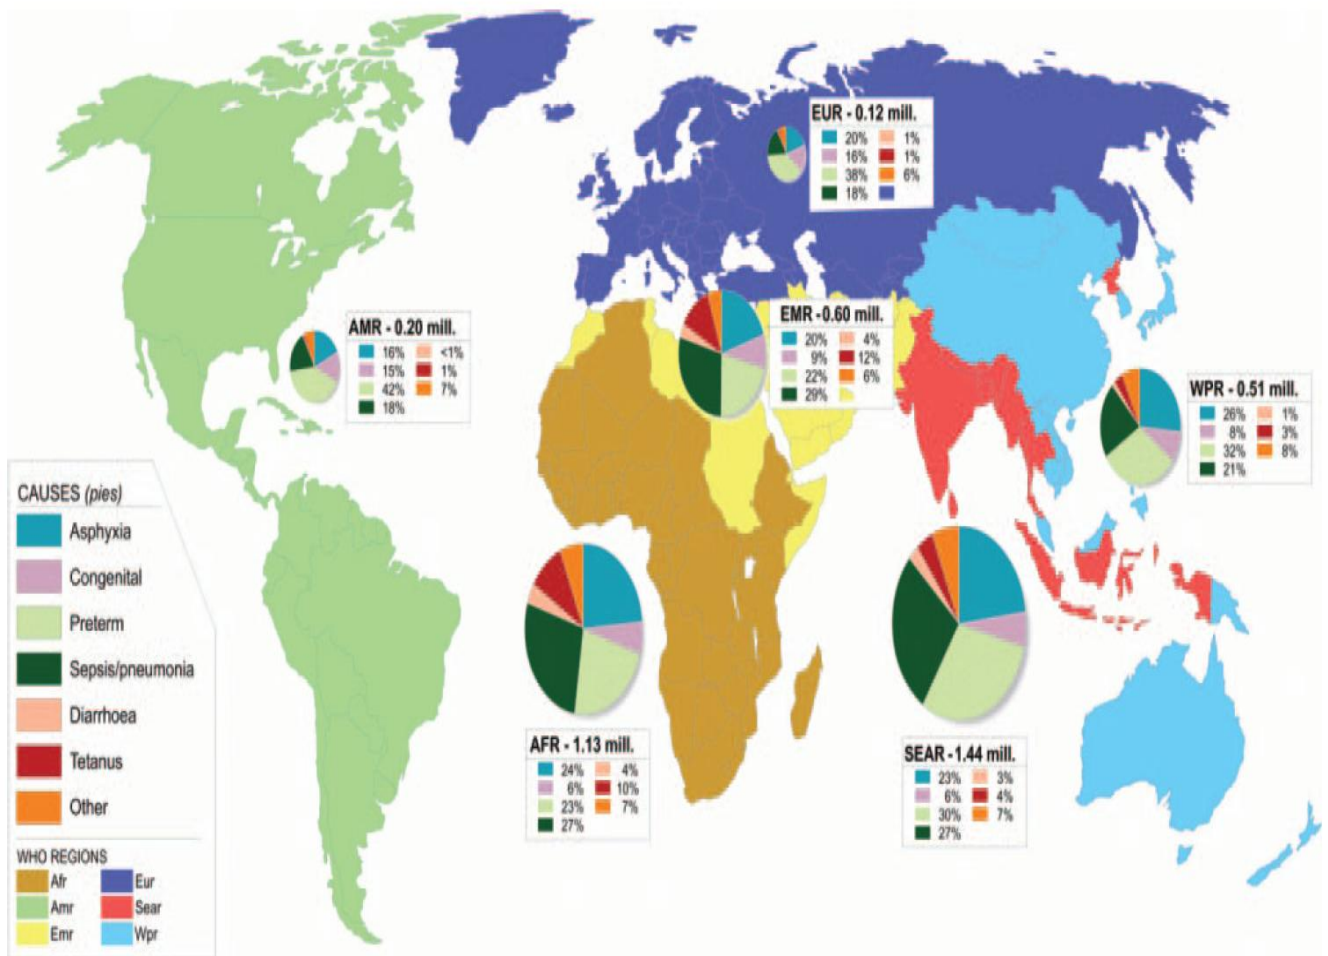 EUR - 0.12 mill.
20% 1%
16% 1%
38% 6%
18%
AMR - 0.20 mill.
16% <1%
15% 1%
42% 7%
18%
EMR - 0.60 mill.
20% 4%
9% 12%
22% 6%
29%
WPR - 0.51 mill.
26% 1%
8% 3%
32% 8%
21%
CAUSES (pies)
Asphyxia
Congenital
Preterm
Sepsis/pneumonia
Diarrhoea
Tetanus
Other
AFR - 1.13 mill.
24% 4%
6% 10%
23% 7%
27%
SEAR - 1.44 mill.
23% 3%
6% 4%
30% 7%
27%
WHO REGIONS
Afr Eur
Amr Sear
Emr Wpr